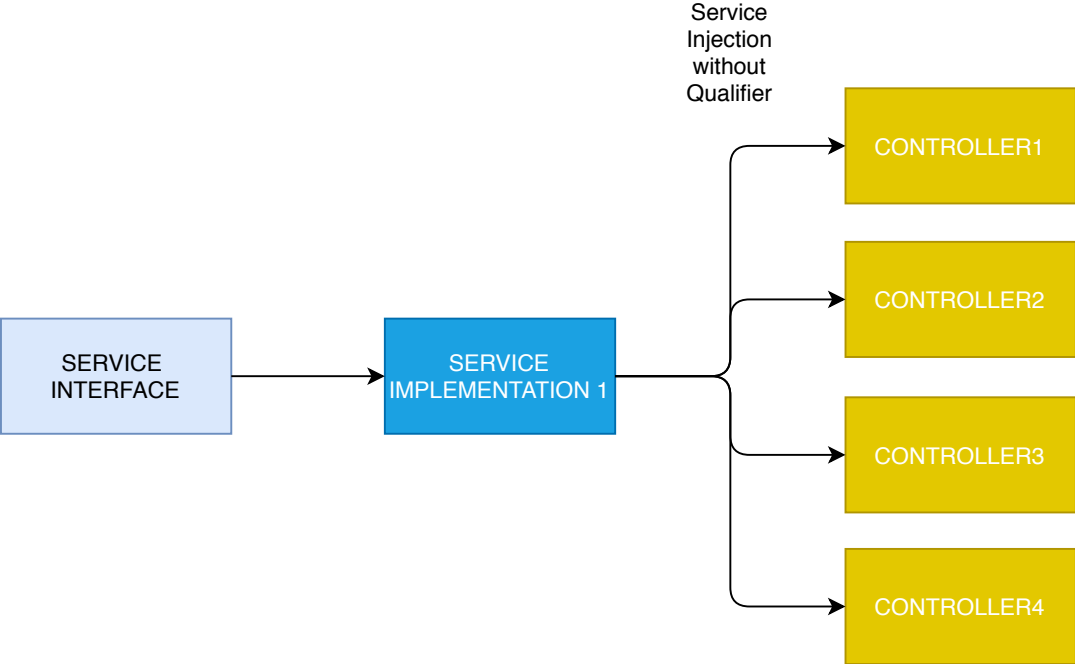 Service
Injection
without
Qualifier
CONTROLLER1
CONTROLLER2
SERVICE
INTERFACE
SERVICE
IMPLEMENTATION 1
CONTROLLER3
CONTROLLER4